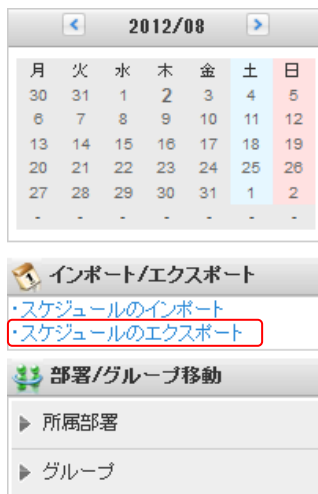 2012/08
月 火 水 木 金 土 日
30 31 1 2 3 4 5
6 7 8 9 10 11 12
13 14 15 16 17 18 19
20 21 22 23 24 25 26
27 28 29 30 31 1 2
- - - - - - -
インポート/エクスポート
・スケジュールのインポート
・スケジュールのエクスポート
部署/グループ移動
所属部署
グループ